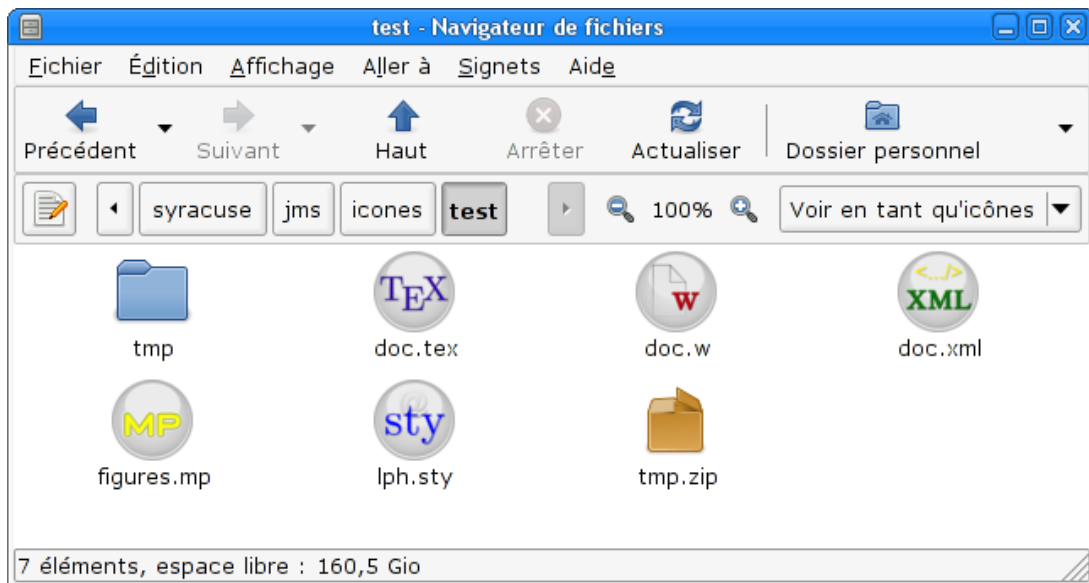 test - Navigateur de fichiers
Fichier Édition Affichage Aller à Signets Aide
Précédent Suivant Haut Arrêter Actualiser Dossier personnel
syracuse jms icones test 100% Voir en tant qu'icônes
TEX W <.../> XML
tmp doc.tex doc.w doc.xml
MP @ sty
figures.mp lph.sty tmp.zip
7 éléments, espace libre : 160,5 Gio